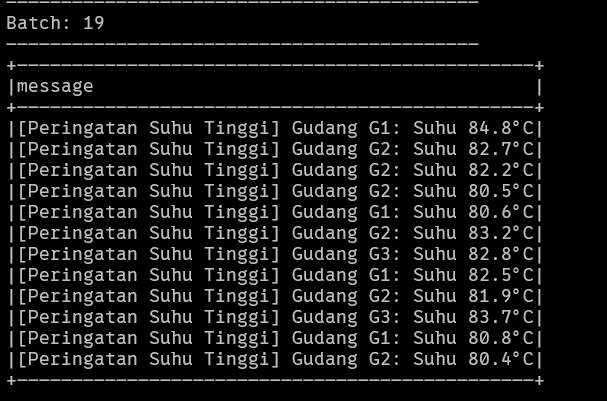 -------------------------------------------
Batch: 19
-------------------------------------------
+-----------------------------------------------+
|message                                        |
+-----------------------------------------------+
|[Peringatan Suhu Tinggi] Gudang G1: Suhu 84.8°C|
|[Peringatan Suhu Tinggi] Gudang G2: Suhu 82.7°C|
|[Peringatan Suhu Tinggi] Gudang G2: Suhu 82.2°C|
|[Peringatan Suhu Tinggi] Gudang G2: Suhu 80.5°C|
|[Peringatan Suhu Tinggi] Gudang G1: Suhu 80.6°C|
|[Peringatan Suhu Tinggi] Gudang G2: Suhu 83.2°C|
|[Peringatan Suhu Tinggi] Gudang G3: Suhu 82.8°C|
|[Peringatan Suhu Tinggi] Gudang G1: Suhu 82.5°C|
|[Peringatan Suhu Tinggi] Gudang G2: Suhu 81.9°C|
|[Peringatan Suhu Tinggi] Gudang G3: Suhu 83.7°C|
|[Peringatan Suhu Tinggi] Gudang G1: Suhu 80.8°C|
|[Peringatan Suhu Tinggi] Gudang G2: Suhu 80.4°C|
+-----------------------------------------------+